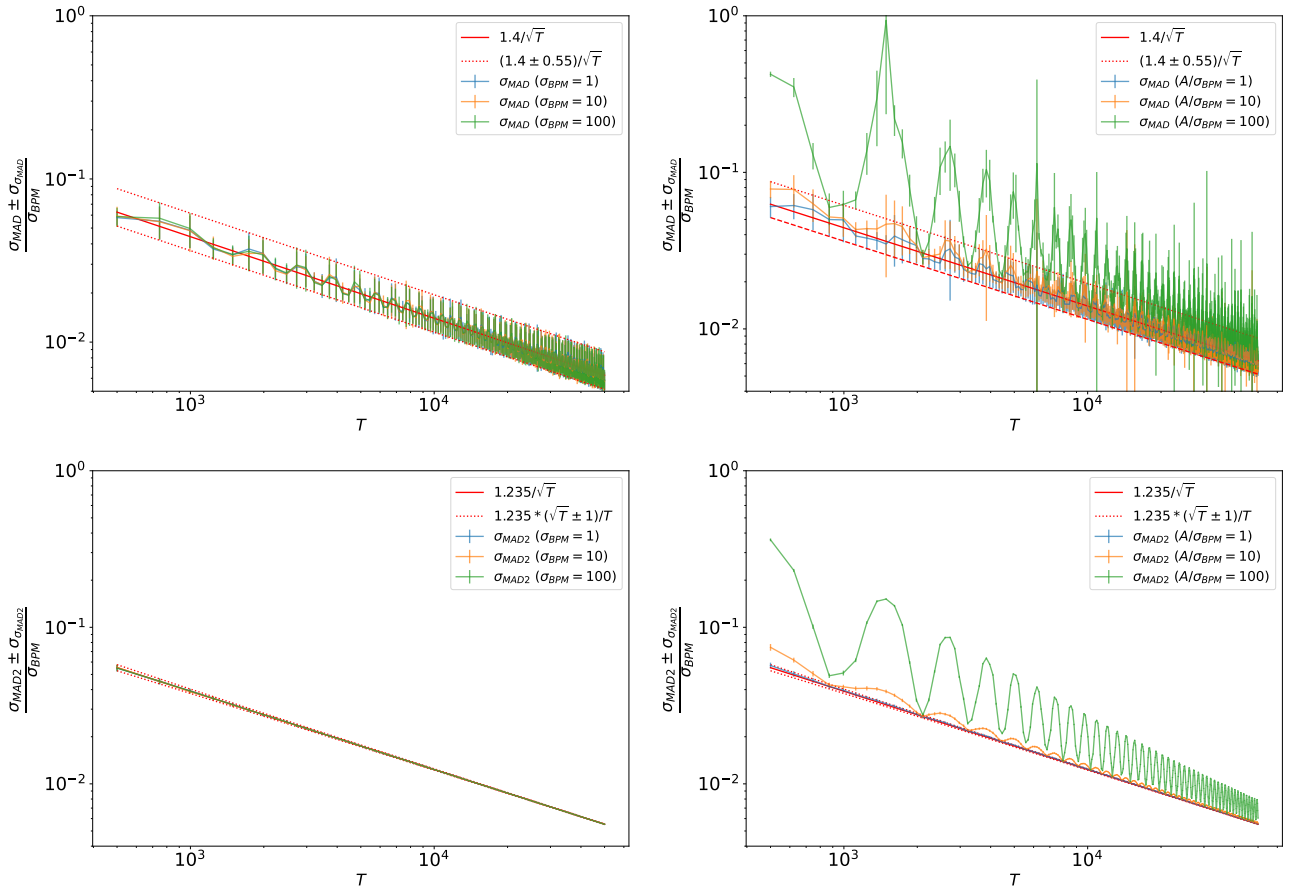 10⁰
10⁻¹
10⁻²
10³
10⁴
T
σ_MAD ± σ_σ_MAD
σ_BPM
1.4/√T
(1.4 ± 0.55)/√T
σ_MAD (σ_BPM = 1)
σ_MAD (σ_BPM = 10)
σ_MAD (σ_BPM = 100)
10⁰
10⁻¹
10⁻²
10³
10⁴
T
σ_MAD ± σ_σ_MAD
σ_BPM
1.4/√T
(1.4 ± 0.55)/√T
σ_MAD (A/σ_BPM = 1)
σ_MAD (A/σ_BPM = 10)
σ_MAD (A/σ_BPM = 100)
10⁰
10⁻¹
10⁻²
10³
10⁴
T
σ_MAD2 ± σ_σ_MAD2
σ_BPM
1.235/√T
1.235 * (√T ± 1)/T
σ_MAD2 (σ_BPM = 1)
σ_MAD2 (σ_BPM = 10)
σ_MAD2 (σ_BPM = 100)
10⁰
10⁻¹
10⁻²
10³
10⁴
T
σ_MAD2 ± σ_σ_MAD2
σ_BPM
1.235/√T
1.235 * (√T ± 1)/T
σ_MAD2 (A/σ_BPM = 1)
σ_MAD2 (A/σ_BPM = 10)
σ_MAD2 (A/σ_BPM = 100)